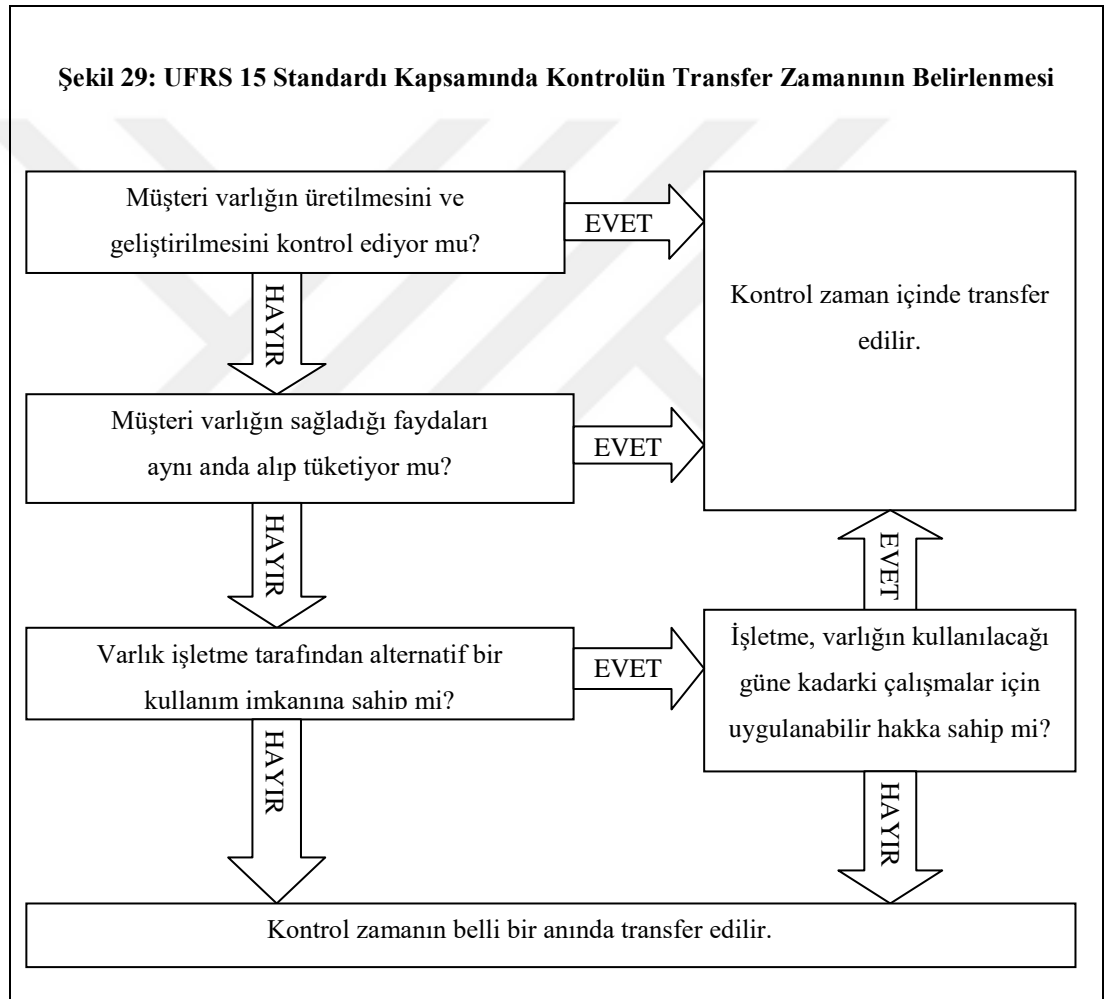 Şekil 29: UFRS 15 Standardı Kapsamında Kontrolün Transfer Zamanının Belirlenmesi
Müşteri varlığın üretilmesini ve
geliştirilmesini kontrol ediyor mu?
EVET
Kontrol zaman içinde transfer
edilir.
HAYIR
Müşteri varlığın sağladığı faydaları
aynı anda alıp tüketiyor mu?
EVET
HAYIR
EVET
Varlık işletme tarafından alternatif bir
kullanım imkanına sahip mi?
EVET
İşletme, varlığın kullanılacağı
güne kadarki çalışmalar için
uygulanabilir hakka sahip mi?
HAYIR
HAYIR
Kontrol zamanın belli bir anında transfer edilir.